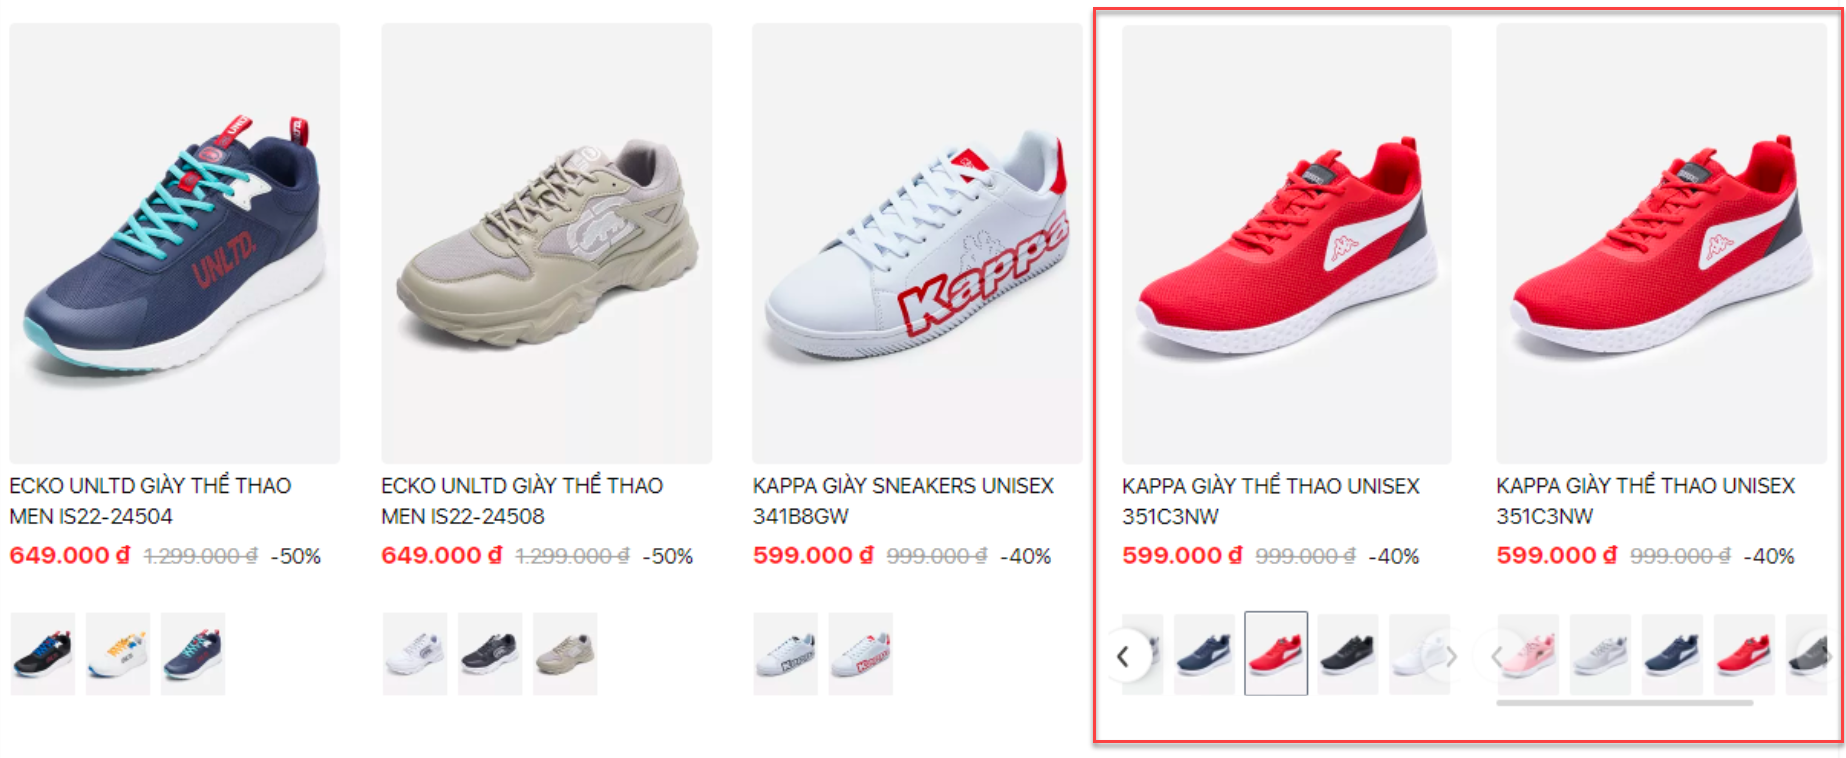 UNLTD.
Kappa
ECKO UNLTD GIÀY THỂ THAO
MEN IS22-24504
649.000 ₫ 1.299.000 ₫ -50%
ECKO UNLTD GIÀY THỂ THAO
MEN IS22-24508
649.000 ₫ 1.299.000 ₫ -50%
KAPPA GIÀY SNEAKERS UNISEX
341B8GW
599.000 ₫ 999.000 ₫ -40%
KAPPA GIÀY THỂ THAO UNISEX
351C3NW
599.000 ₫ 999.000 ₫ -40%
KAPPA GIÀY THỂ THAO UNISEX
351C3NW
599.000 ₫ 999.000 ₫ -40%